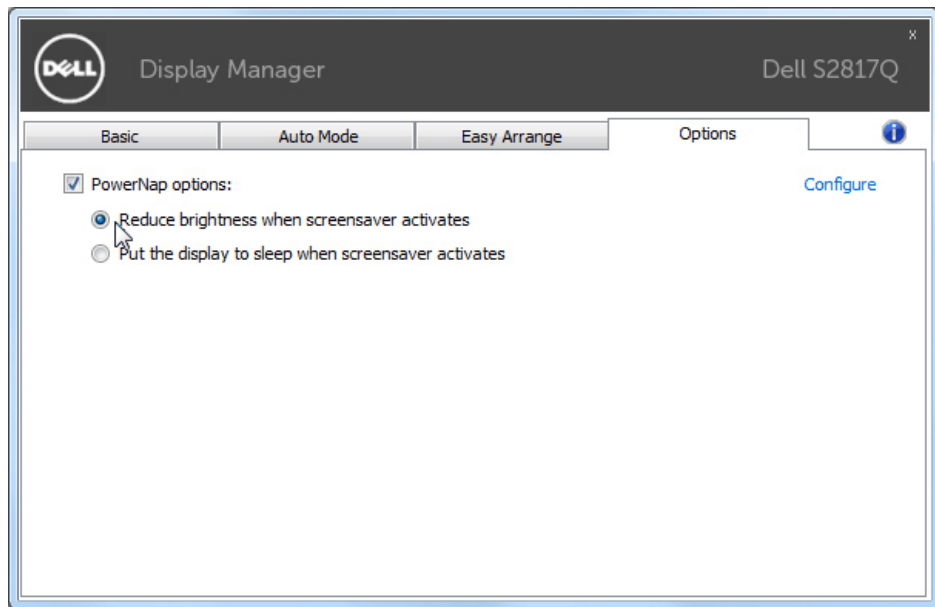 x
DELL Display Manager Dell S2817Q
Basic Auto Mode Easy Arrange Options i
PowerNap options: Configure
Reduce brightness when screensaver activates
Put the display to sleep when screensaver activates